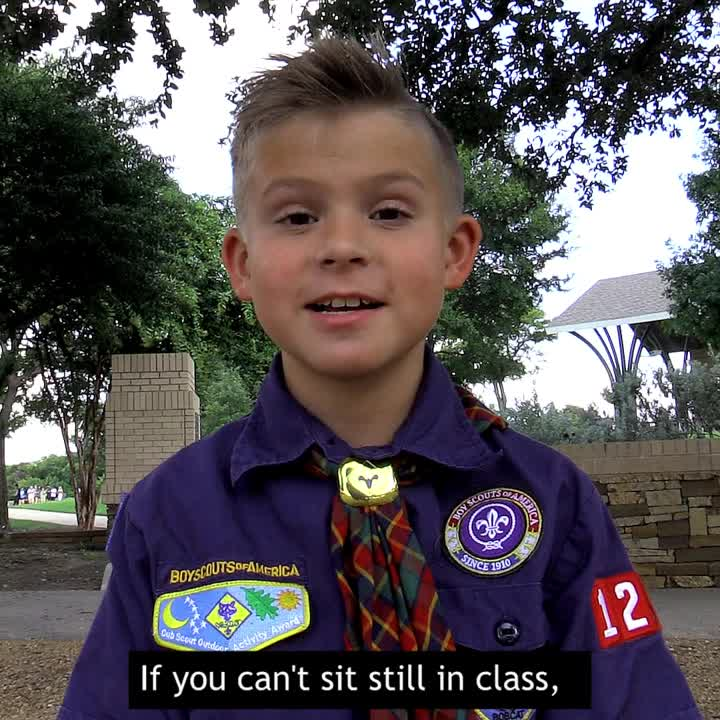 BOY SCOUTS OF AMERICA
SINCE 1910
BOY SCOUTS OF AMERICA
Cub Scout Outdoor Activity Award
12
If you can't sit still in class,
BOBCAT